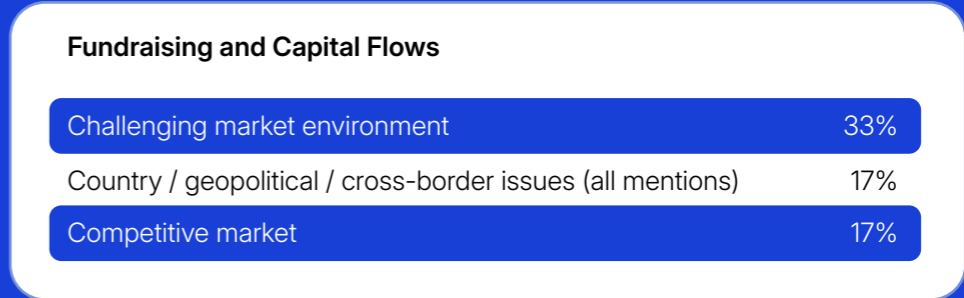 Fundraising and Capital Flows
Challenging market environment 33%
Country / geopolitical / cross-border issues (all mentions) 17%
Competitive market 17%